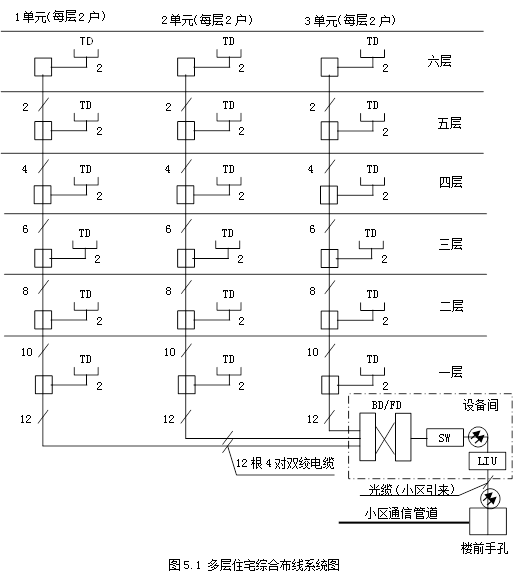 1单元(每层2户) 2单元(每层2户) 3单元(每层2户)
TD TD TD
2 2 2 六层
2 TD 2 TD 2 TD
2 2 2 五层
4 TD 4 TD 4 TD
2 2 2 四层
6 TD 6 TD 6 TD
2 2 2 三层
8 TD 8 TD 8 TD
2 2 2 二层
10 TD 10 TD 10 TD
2 2 2 一层
12 12 12
BD/FD 设备间
SW
LIU
12根4对双绞电缆
光缆(小区引来)
小区通信管道
楼前手孔
图5.1 多层住宅综合布线系统图